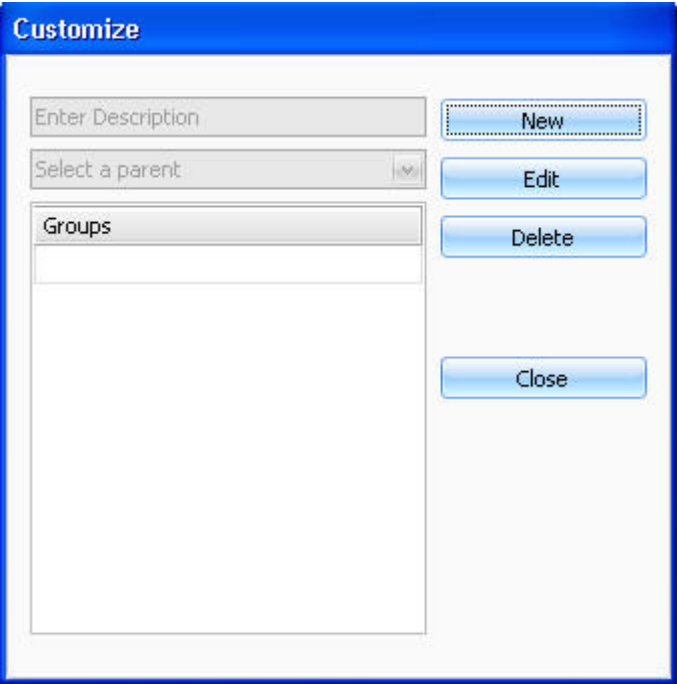 Customize
Enter Description
New
Select a parent
Edit
Groups
Delete
Close